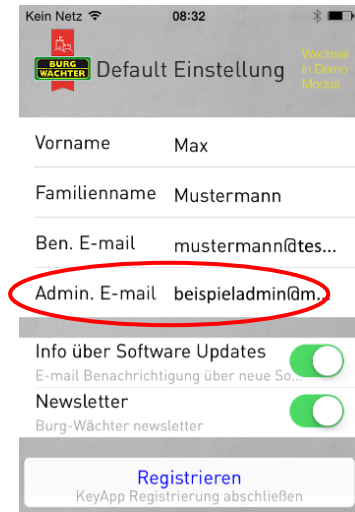 Kein Netz 08:32
BURG
WÄCHTER
Default Einstellung
Wechsel
in Demo
Modus
Vorname Max
Familienname Mustermann
Ben. E-mail mustermann@tes...
Admin. E-mail beispieladmin@m...
Info über Software Updates
E-mail Benachrichtigung über neue So...
Newsletter
Burg-Wächter newsletter
Registrieren
KeyApp Registrierung abschließen